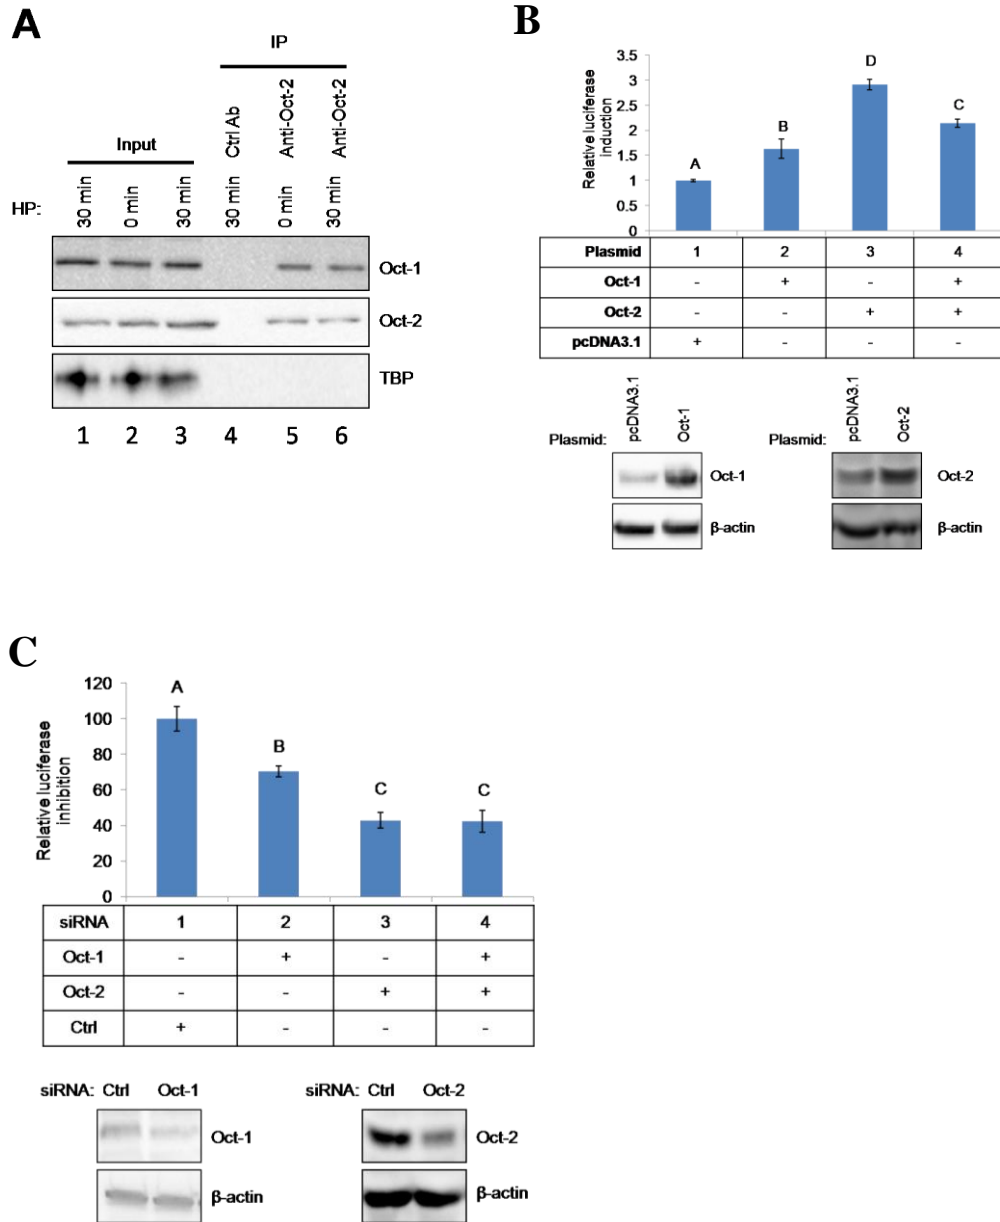 A
IP
Input
Ctrl Ab
Anti-Oct-2
Anti-Oct-2
HP: 30 min 0 min 30 min 30 min 0 min 30 min
Oct-1
Oct-2
TBP
1 2 3 4 5 6
B
Relative luciferase
induction
3.5
3
2.5
2
1.5
1
0.5
0
A B D C
Plasmid 1 2 3 4
Oct-1 - + - +
Oct-2 - - + +
pcDNA3.1 + - - -
Plasmid: pcDNA3.1 Oct-1
Oct-1
β-actin
Plasmid: pcDNA3.1 Oct-2
Oct-2
β-actin
C
Relative luciferase
inhibition
120
100
80
60
40
20
0
A B C C
siRNA 1 2 3 4
Oct-1 - + - +
Oct-2 - - + +
Ctrl + - - -
siRNA: Ctrl Oct-1
Oct-1
β-actin
siRNA: Ctrl Oct-2
Oct-2
β-actin